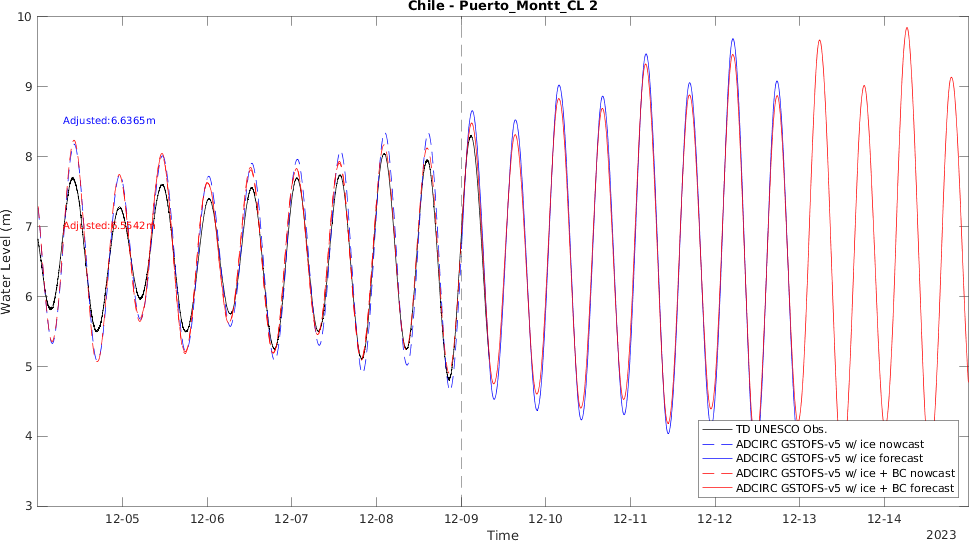 Chile - Puerto_Montt_CL 2
10
9
8
7
6
5
4
3
Water Level (m)
Adjusted:6.6365m
Adjusted:6.5542m
TD UNESCO Obs.
ADCIRC GSTOFS-v5 w/ ice nowcast
ADCIRC GSTOFS-v5 w/ ice forecast
ADCIRC GSTOFS-v5 w/ ice + BC nowcast
ADCIRC GSTOFS-v5 w/ ice + BC forecast
12-05 12-06 12-07 12-08 12-09 12-10 12-11 12-12 12-13 12-14
Time
2023